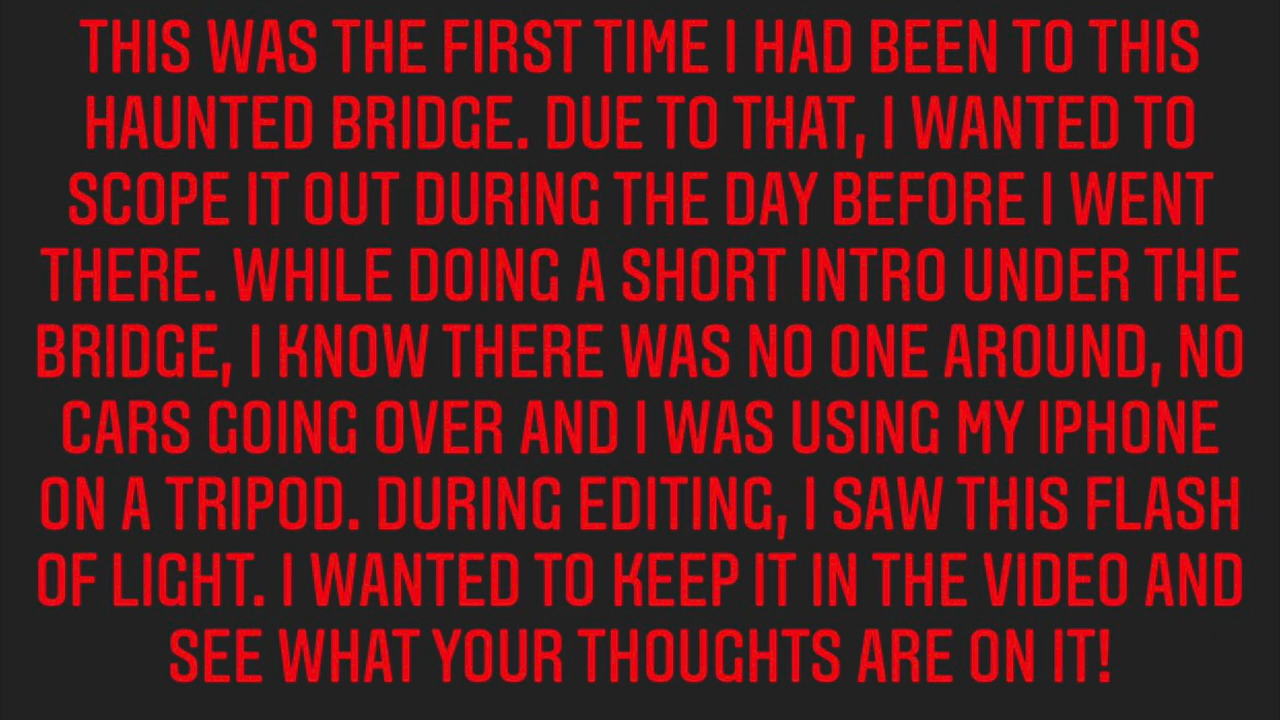 THIS WAS THE FIRST TIME I HAD BEEN TO THIS
HAUNTED BRIDGE. DUE TO THAT, I WANTED TO
SCOPE IT OUT DURING THE DAY BEFORE I WENT
THERE. WHILE DOING A SHORT INTRO UNDER THE
BRIDGE, I KNOW THERE WAS NO ONE AROUND, NO
CARS GOING OVER AND I WAS USING MY IPHONE
ON A TRIPOD. DURING EDITING, I SAW THIS FLASH
OF LIGHT. I WANTED TO KEEP IT IN THE VIDEO AND
SEE WHAT YOUR THOUGHTS ARE ON IT!